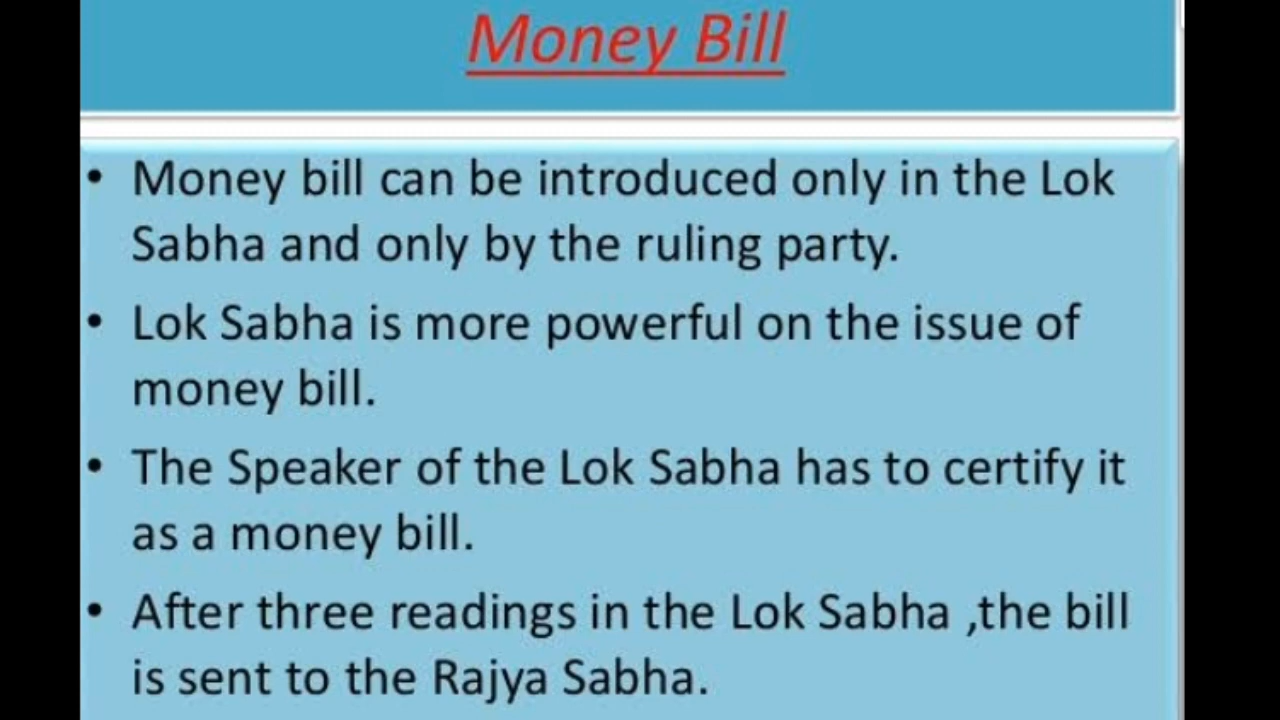 Money Bill
• Money bill can be introduced only in the Lok
Sabha and only by the ruling party.
• Lok Sabha is more powerful on the issue of
money bill.
• The Speaker of the Lok Sabha has to certify it
as a money bill.
• After three readings in the Lok Sabha ,the bill
is sent to the Rajya Sabha.